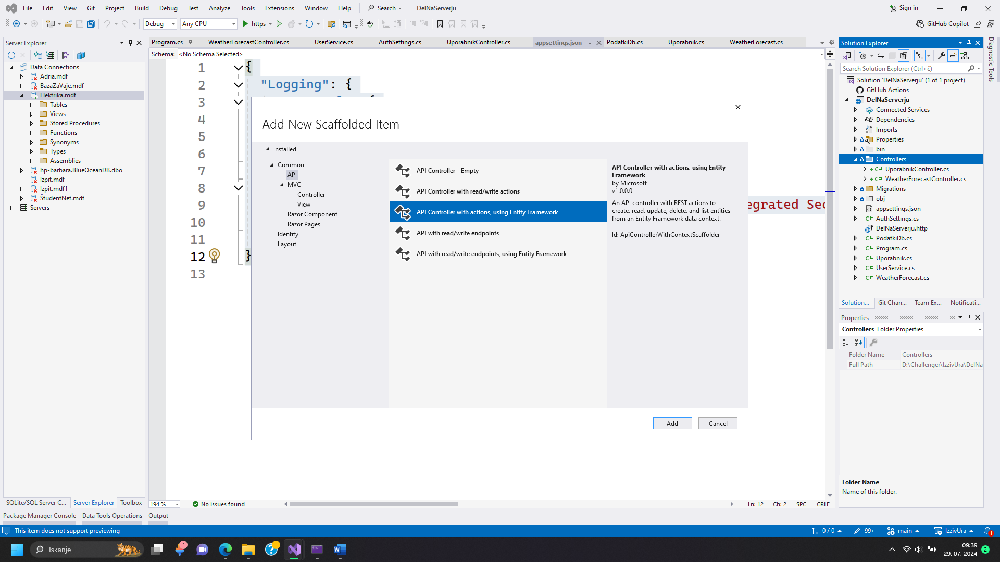 File Edit View Git Project Build Debug Test Analyze Tools Extensions Window Help Search DelNaServerju Sign in
Debug Any CPU https GitHub Copilot
Server Explorer
Data Connections
Adria.mdf
BazaZaVaje.mdf
Elektrika.mdf
Tables
Views
Stored Procedures
Functions
Synonyms
Types
Assemblies
hp-barbara.BlueOceanDB.dbo
Izpit.mdf
Izpit.mdf1
ŠtudentNet.mdf
Servers
SQLite/SQL Server C... Server Explorer Toolbox
Program.cs WeatherForecastController.cs UserService.cs AuthSettings.cs UporabnikController.cs appsettings.json PodatkiDb.cs Uporabnik.cs WeatherForecast.cs
Schema: <No Schema Selected>
1 {
2 "Logging": {
3
4
5
6
7
8
9 egrated Sec
10
11
12 }
13
Add New Scaffolded Item
Installed
Common
API
MVC
Controller
View
Razor Component
Razor Pages
Identity
Layout
API Controller - Empty
API Controller with read/write actions
API Controller with actions, using Entity Framework
API with read/write endpoints
API with read/write endpoints, using Entity Framework
API Controller with actions, using Entity
Framework
by Microsoft
v1.0.0.0
An API controller with REST actions to
create, read, update, delete, and list entities
from an Entity Framework data context.
Id: ApiControllerWithContextScaffolder
Add Cancel
194 % No issues found Ln: 12 Ch: 2 SPC CRLF
Solution Explorer
Search Solution Explorer (Ctrl+č)
Solution 'DelNaServerju' (1 of 1 project)
GitHub Actions
DelNaServerju
Connected Services
Dependencies
Imports
Properties
bin
Controllers
UporabnikController.cs
WeatherForecastController.cs
Migrations
obj
appsettings.json
AuthSettings.cs
DelNaServerju.http
PodatkiDb.cs
Program.cs
Uporabnik.cs
UserService.cs
WeatherForecast.cs
Solution... Git Chan... Team Ex... Notificati...
Properties
Controllers Folder Properties
Folder Name Controllers
Full Path D:\Challenger\IzzivUra\DelNa
Folder Name
Name of this folder.
Diagnostic Tools
Package Manager Console Data Tools Operations Output
This item does not support previewing 0 / 0 99+ main IzzivUra 1
Iskanje 1 09:39 2
29. 07. 2024